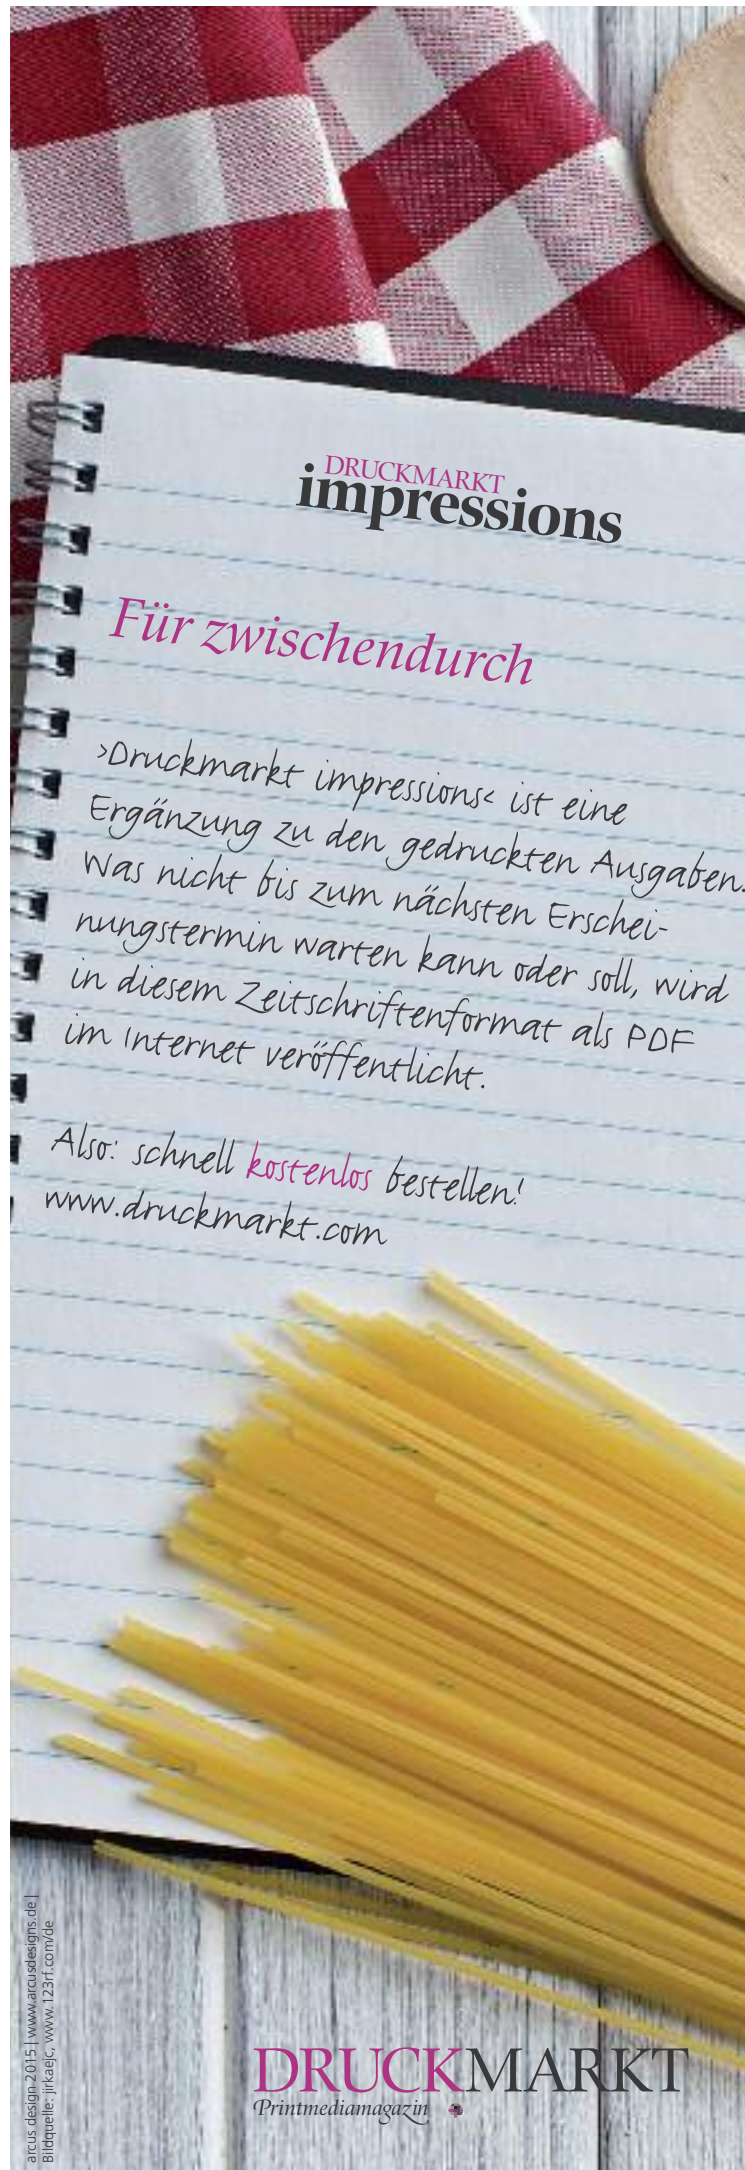 DRUCKMARKT
impressions
Für zwischendurch
›Druckmarkt impressions‹ ist eine
Ergänzung zu den gedruckten Ausgaben.
Was nicht bis zum nächsten Erschei-
nungstermin warten kann oder soll, wird
in diesem Zeitschriftenformat als PDF
im Internet veröffentlicht.
Also: schnell kostenlos bestellen!
www.druckmarkt.com
arcus design 2015 | www.arcusdesigns.de |
Bildquelle: jirkaejc, www.123rf.com/de
DRUCKMARKT
Printmediamagazin